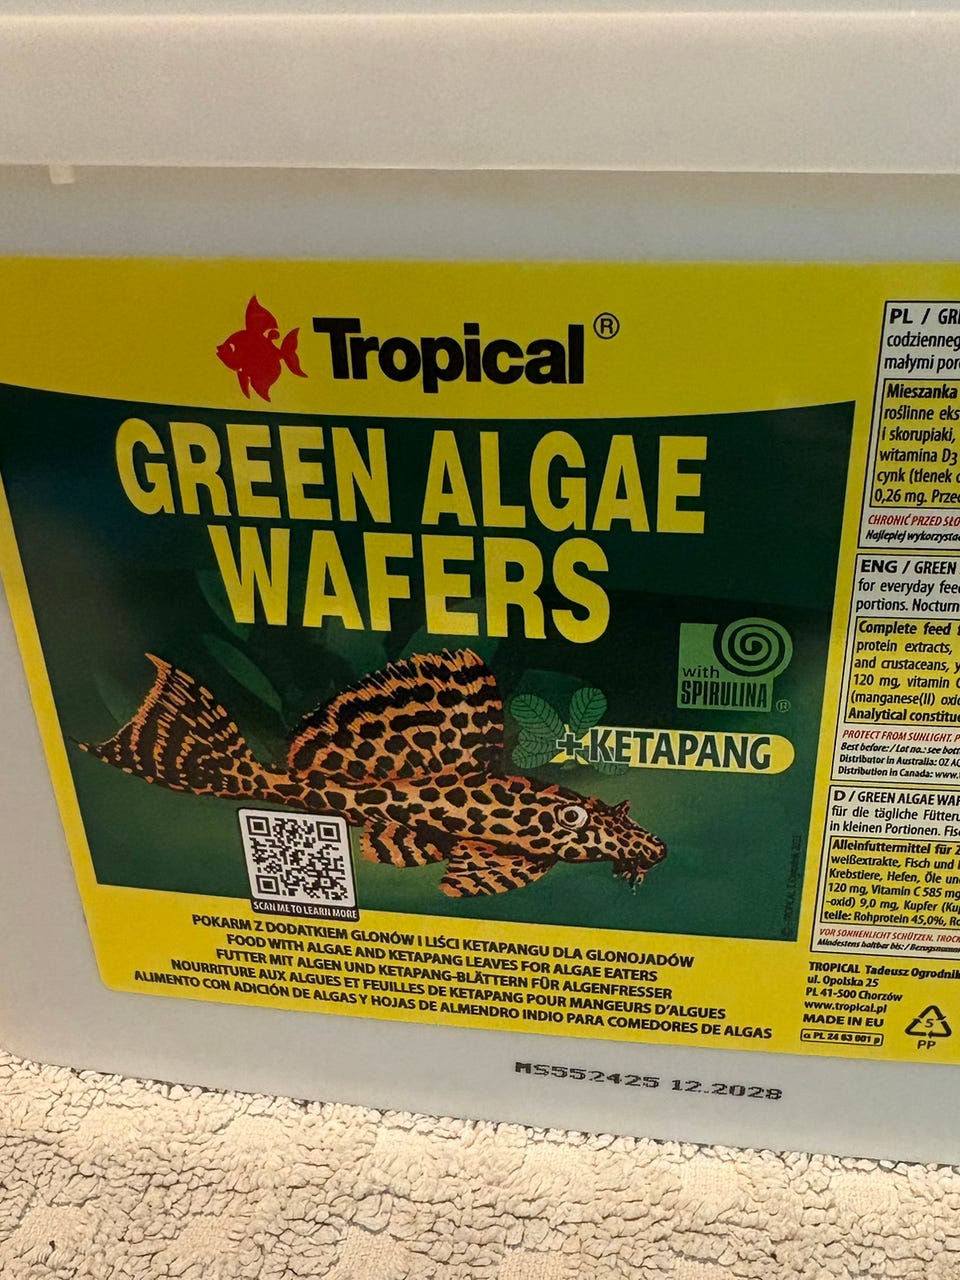 Tropical®
GREEN ALGAE
WAFERS
with
SPIRULINA ®
+KETAPANG
SCAN ME TO LEARN MORE
POKARM Z DODATKIEM GLONÓW I LIŚCI KETAPANGU DLA GLONOJADÓW
FOOD WITH ALGAE AND KETAPANG LEAVES FOR ALGAE EATERS
FUTTER MIT ALGEN UND KETAPANG-BLÄTTERN FÜR ALGENFRESSER
NOURRITURE AUX ALGUES ET FEUILLES DE KETAPANG POUR MANGEURS D'ALGUES
ALIMENTO CON ADICIÓN DE ALGAS Y HOJAS DE ALMENDRO INDIO PARA COMEDORES DE ALGAS
PL / GRE
codzienneg
małymi por
Mieszanka
roślinne eks
i skorupiaki,
witamina D3
cynk (tlenek
0,26 mg. Prze
CHRONIĆ PRZED SŁO
Najlepiej wykorzysta
ENG / GREEN
for everyday fee
portions. Nocturn
Complete feed
protein extracts,
and crustaceans, y
120 mg, vitamin C
(manganese(II) oxi
Analytical constitue
PROTECT FROM SUNLIGHT. P
Best before: / Lot no.: see bott
Distributor in Australia: OZ AQ
Distribution in Canada: www.
D / GREEN ALGAE WAF
für die tägliche Fütteru
in kleinen Portionen. Fis
Alleinfuttermittel für Z
weißextrakte, Fisch und
Krebstiere, Hefen, Öle un
120 mg, Vitamin C 585 mg
-oxid) 9,0 mg, Kupfer (Kup
teile: Rohprotein 45,0%, Ro
VOR SONNENLICHT SCHÜTZEN. TROCK
Mindestens haltbar bis: / Bezugsnumm
TROPICAL Tadeusz Ogrodnik
ul. Opolska 25
PL 41-500 Chorzów
www.tropical.pl
MADE IN EU
α PL 24 63 001 p
5
PP
MS552425 12.2028